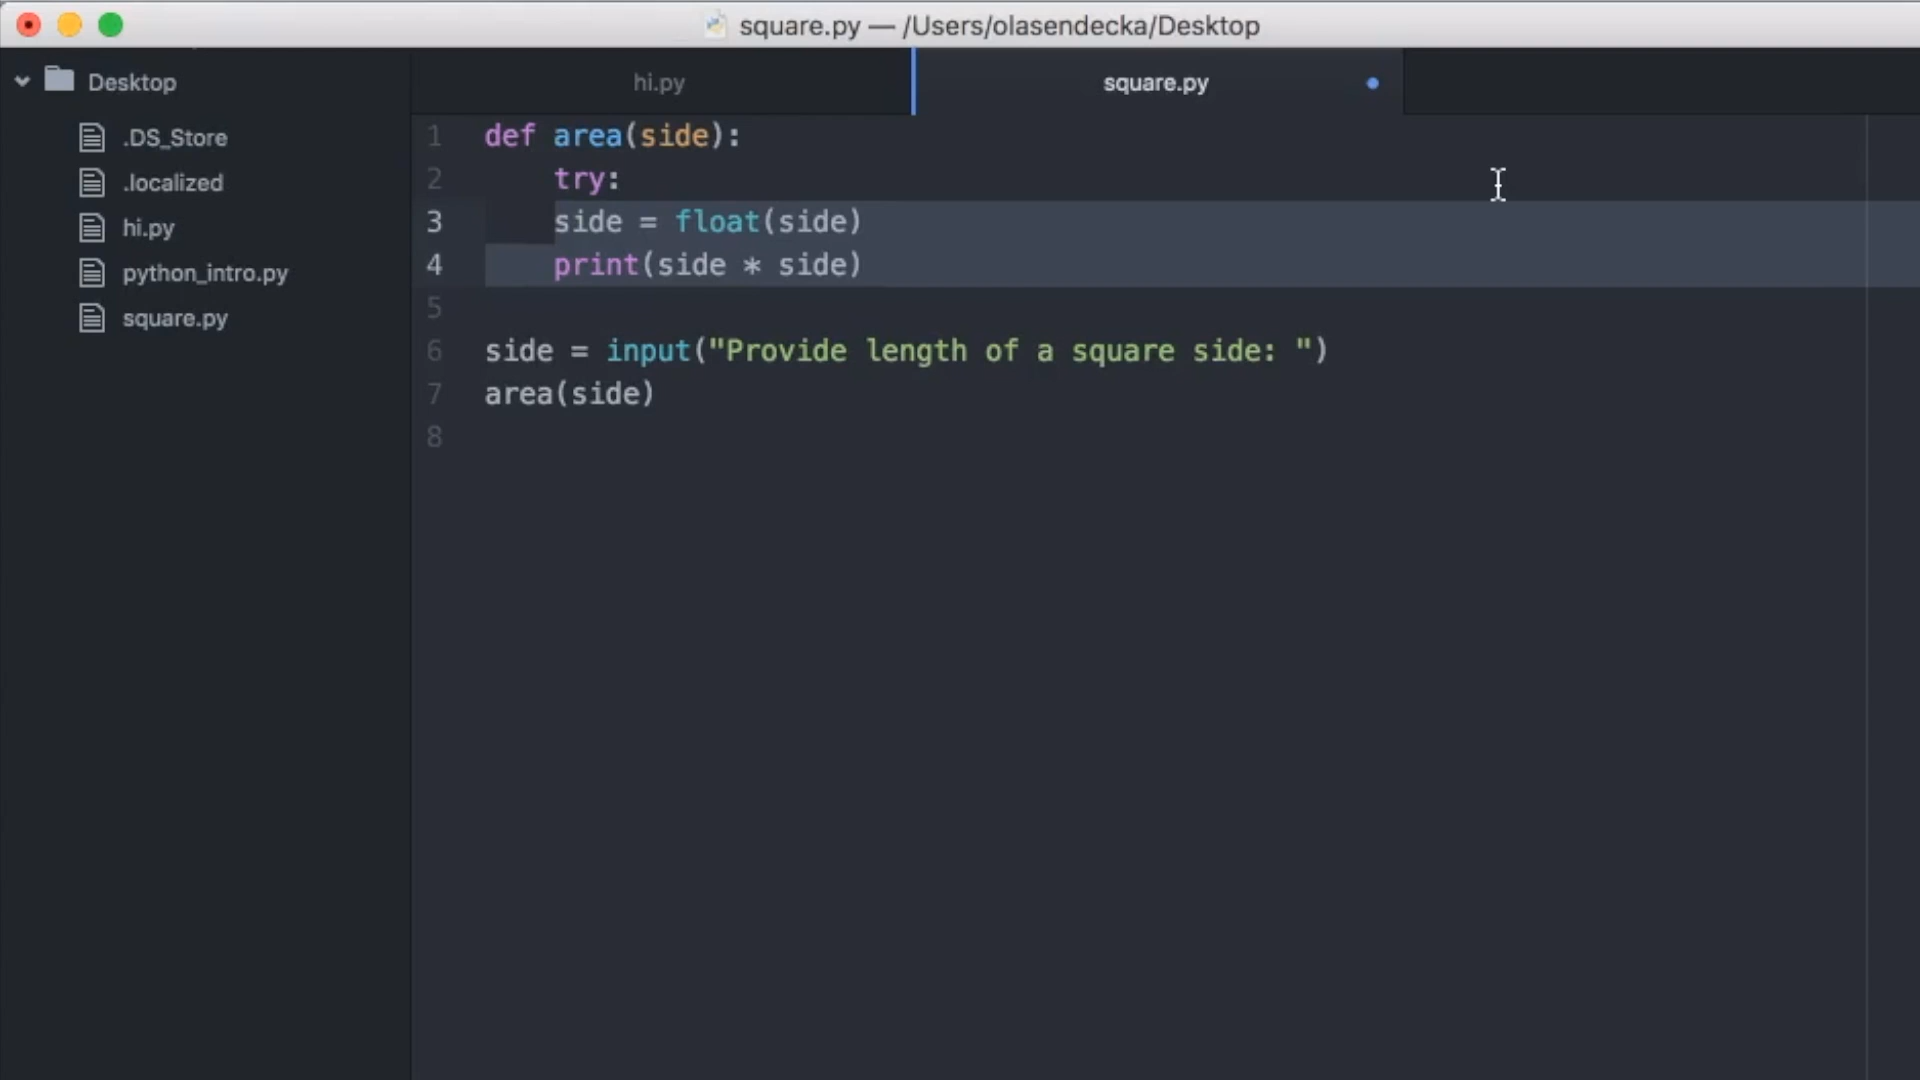 square.py — /Users/olasendecka/Desktop
Desktop
.DS_Store
.localized
hi.py
python_intro.py
square.py
hi.py
square.py
1 def area(side):
2     try:
3     side = float(side)
4     print(side * side)
5
6 side = input("Provide length of a square side: ")
7 area(side)
8